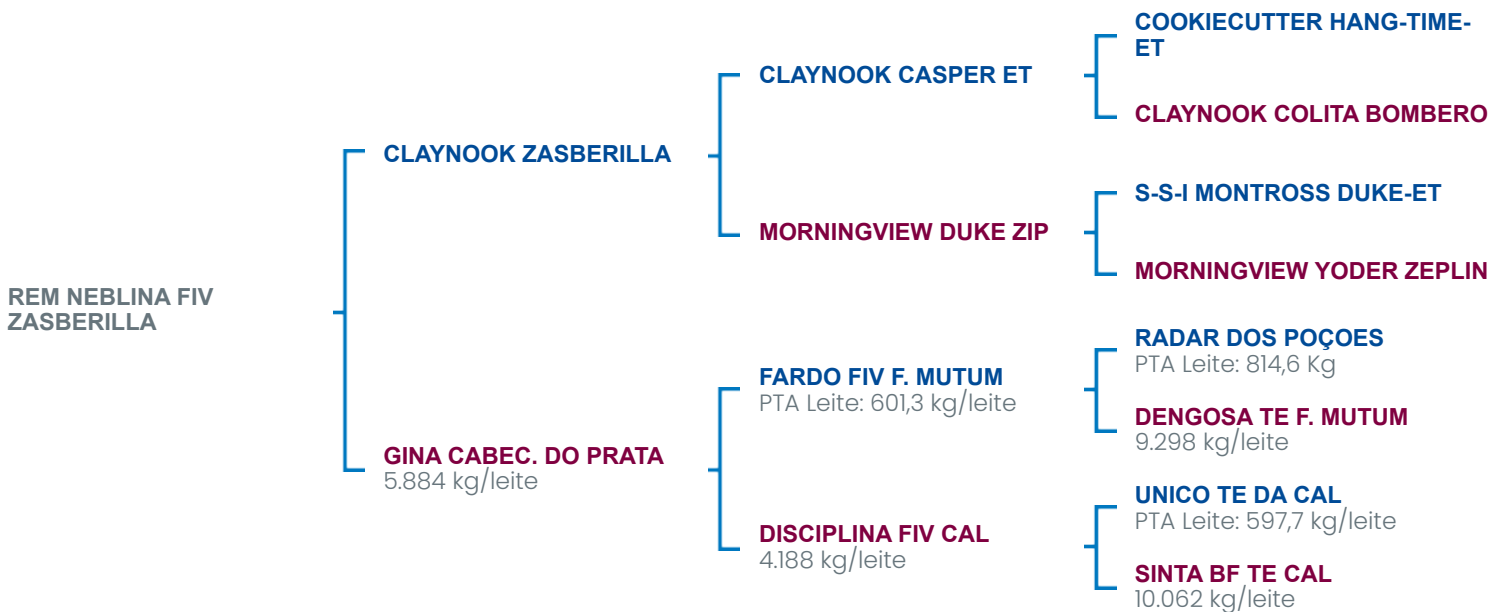 COOKIECUTTER HANG-TIME-
ET
CLAYNOOK CASPER ET
CLAYNOOK COLITA BOMBERO
CLAYNOOK ZASBERILLA
S-S-I MONTROSS DUKE-ET
MORNINGVIEW DUKE ZIP
MORNINGVIEW YODER ZEPLIN
REM NEBLINA FIV
ZASBERILLA
RADAR DOS POÇOES
PTA Leite: 814,6 Kg
FARDO FIV F. MUTUM
PTA Leite: 601,3 kg/leite
DENGOSA TE F. MUTUM
9.298 kg/leite
GINA CABEC. DO PRATA
5.884 kg/leite
UNICO TE DA CAL
PTA Leite: 597,7 kg/leite
DISCIPLINA FIV CAL
4.188 kg/leite
SINTA BF TE CAL
10.062 kg/leite